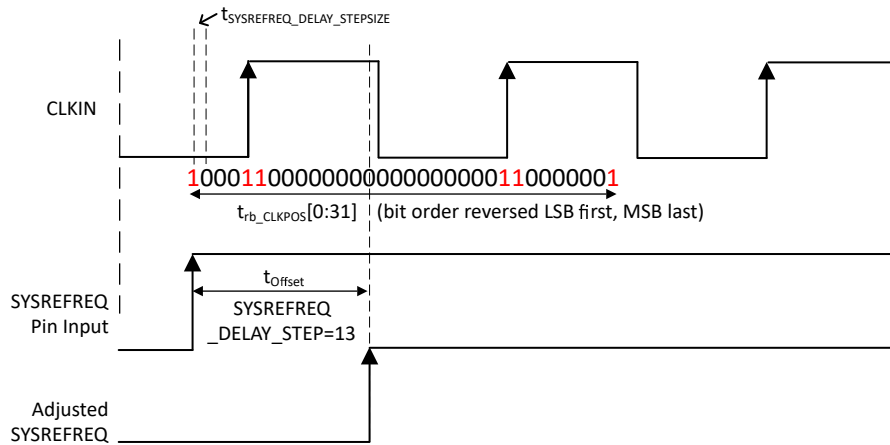 tSYSREFREQ_DELAY_STEPSIZE
CLKIN
10001100000000000000000110000001
trb_CLKPOS[0:31] (bit order reversed LSB first, MSB last)
tOffset
SYSREFREQ
Pin Input
SYSREFREQ
_DELAY_STEP=13
Adjusted
SYSREFREQ